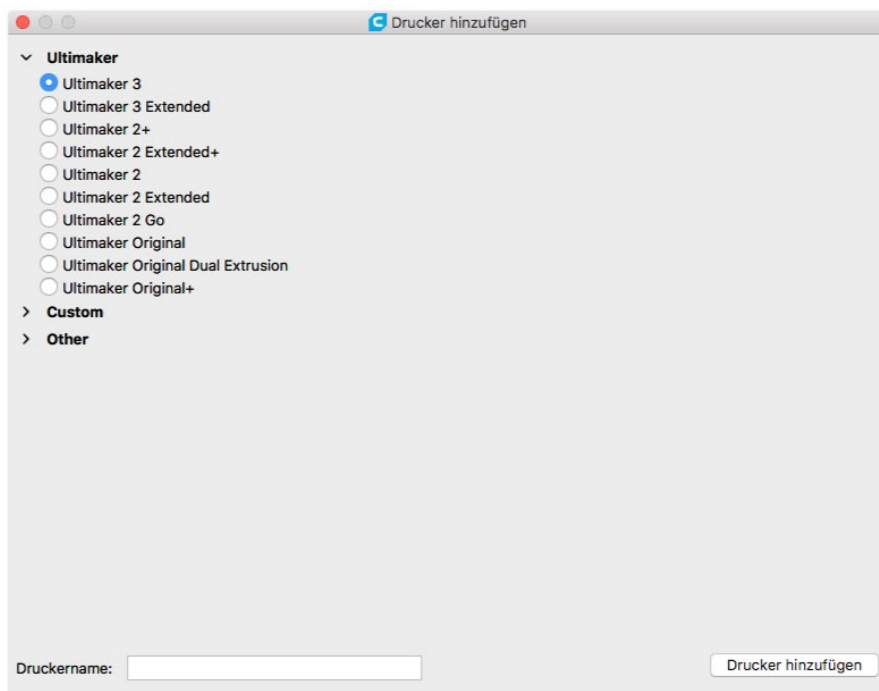 Drucker hinzufügen
Ultimaker
Ultimaker 3
Ultimaker 3 Extended
Ultimaker 2+
Ultimaker 2 Extended+
Ultimaker 2
Ultimaker 2 Extended
Ultimaker 2 Go
Ultimaker Original
Ultimaker Original Dual Extrusion
Ultimaker Original+
Custom
Other
Druckername:
Drucker hinzufügen